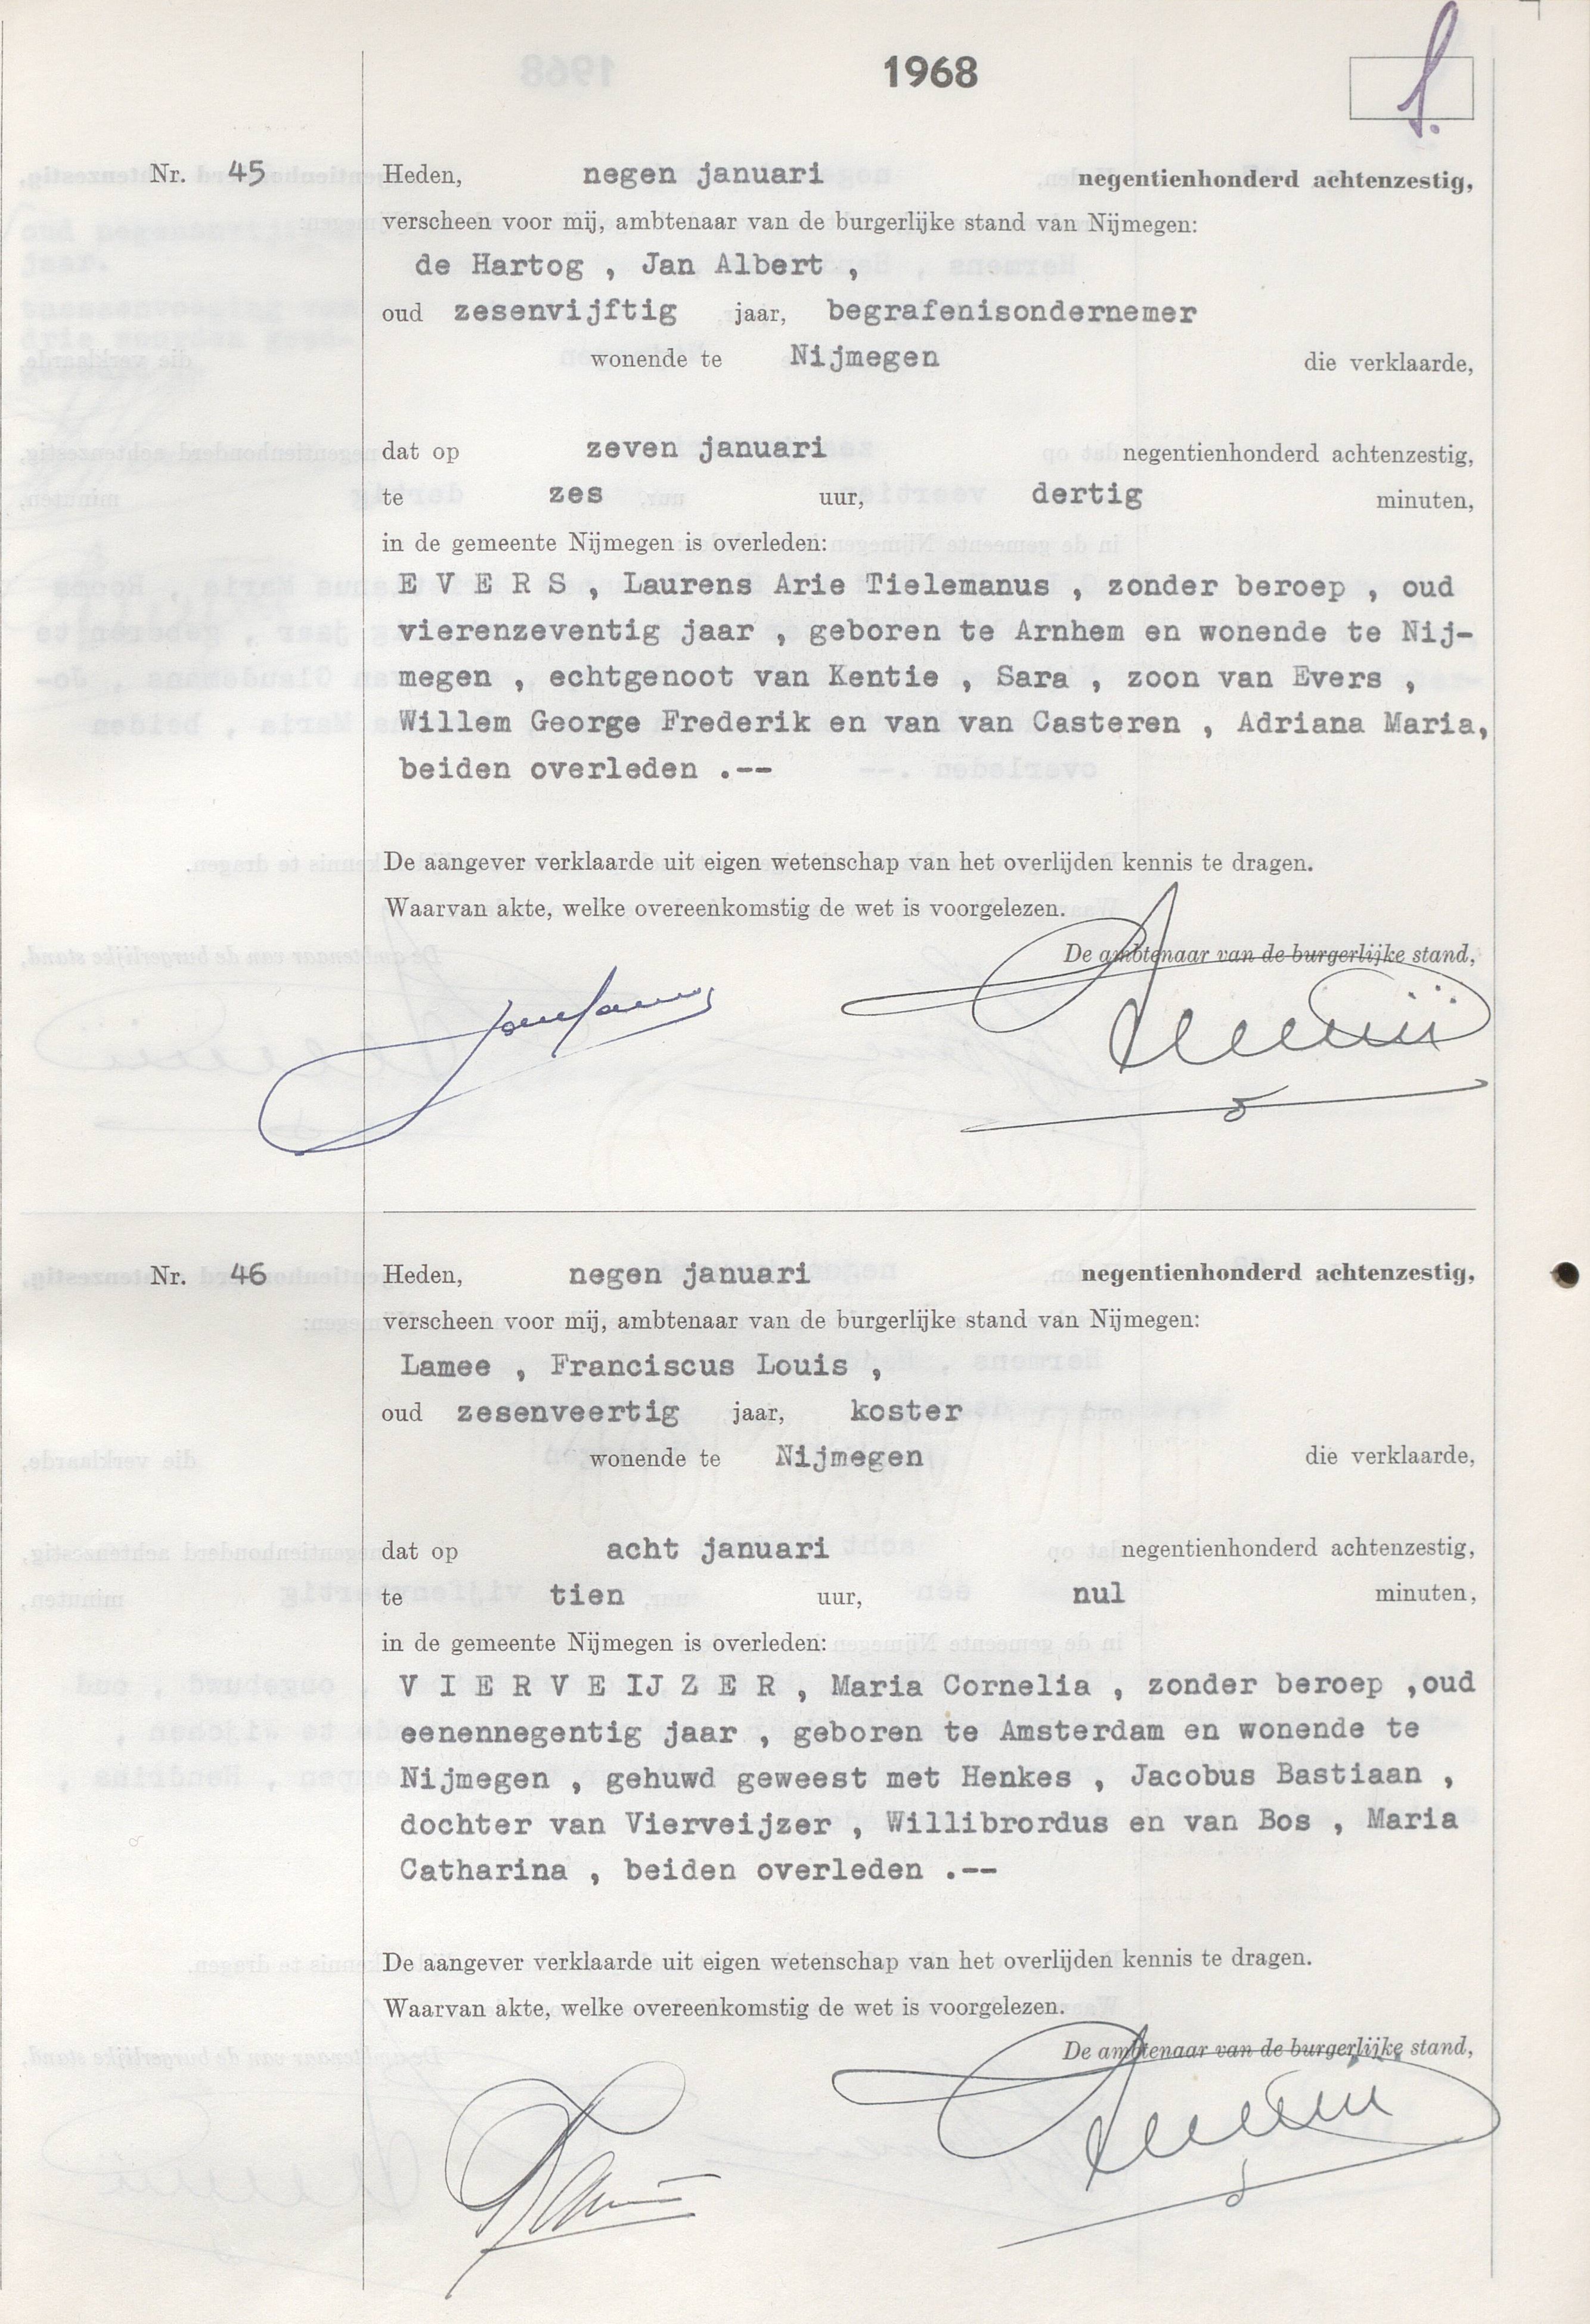 1968
Nr. 45
Heden, negen januari negentienhonderd achtenzestig,
verscheen voor mij, ambtenaar van de burgerlijke stand van Nijmegen:
de Hartog , Jan Albert ,
oud zesenvijftig jaar, begrafenisondernemer
wonende te Nijmegen die verklaarde,
dat op zeven januari negentienhonderd achtenzestig,
te zes uur, dertig minuten,
in de gemeente Nijmegen is overleden:
E V E R S , Laurens Arie Tielemanus , zonder beroep , oud
vierenzeventig jaar , geboren te Arnhem en wonende te Nij-
megen , echtgenoot van Kentie , Sara , zoon van Evers ,
Willem George Frederik en van van Casteren , Adriana Maria,
beiden overleden .--
De aangever verklaarde uit eigen wetenschap van het overlijden kennis te dragen.
Waarvan akte, welke overeenkomstig de wet is voorgelezen.
De ambtenaar van de burgerlijke stand,
Nr. 46
Heden, negen januari negentienhonderd achtenzestig,
verscheen voor mij, ambtenaar van de burgerlijke stand van Nijmegen:
Lamee , Franciscus Louis ,
oud zesenveertig jaar, koster
wonende te Nijmegen die verklaarde,
dat op acht januari negentienhonderd achtenzestig,
te tien uur, nul minuten,
in de gemeente Nijmegen is overleden:
V I E R V E IJ Z E R , Maria Cornelia , zonder beroep ,oud
eenennegentig jaar , geboren te Amsterdam en wonende te
Nijmegen , gehuwd geweest met Henkes , Jacobus Bastiaan ,
dochter van Vierveijzer , Willibrordus en van Bos , Maria
Catharina , beiden overleden .--
De aangever verklaarde uit eigen wetenschap van het overlijden kennis te dragen.
Waarvan akte, welke overeenkomstig de wet is voorgelezen.
De ambtenaar van de burgerlijke stand,